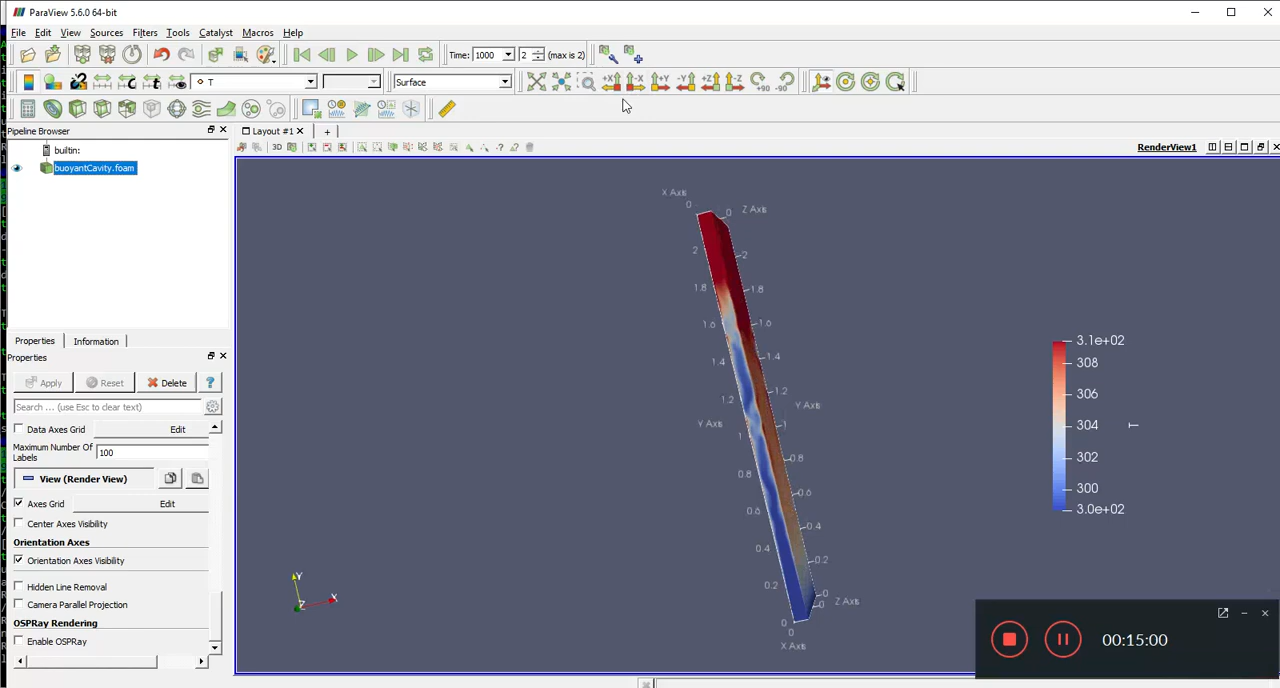 ParaView 5.6.0 64-bit
File Edit View Sources Filters Tools Catalyst Macros Help
Time: 1000 2 (max is 2)
T Surface +X -X +Y -Y +Z -Z +90 -90
Pipeline Browser
Layout #1 +
builtin:
3D RenderView1
buoyantCavity.foam
X Axis
0 0 Z Axis
2 2
1.8 1.8
1.6 1.6
1.4 1.4
1.2 1.2
Y Axis
Y Axis
1 1
0.8 0.8
0.6 0.6
0.4 0.4
0.2 0.2
0 0 Z Axis
0 0
X Axis
3.1e+02
308
306
304 T
302
300
3.0e+02
Y
X
Z
Properties Information
Properties
Apply Reset Delete ?
Search ... (use Esc to clear text)
Data Axes Grid Edit
Maximum Number Of
Labels 100
View (Render View)
Axes Grid Edit
Center Axes Visibility
Orientation Axes
Orientation Axes Visibility
Hidden Line Removal
Camera Parallel Projection
OSPRay Rendering
Enable OSPRay
00:15:00